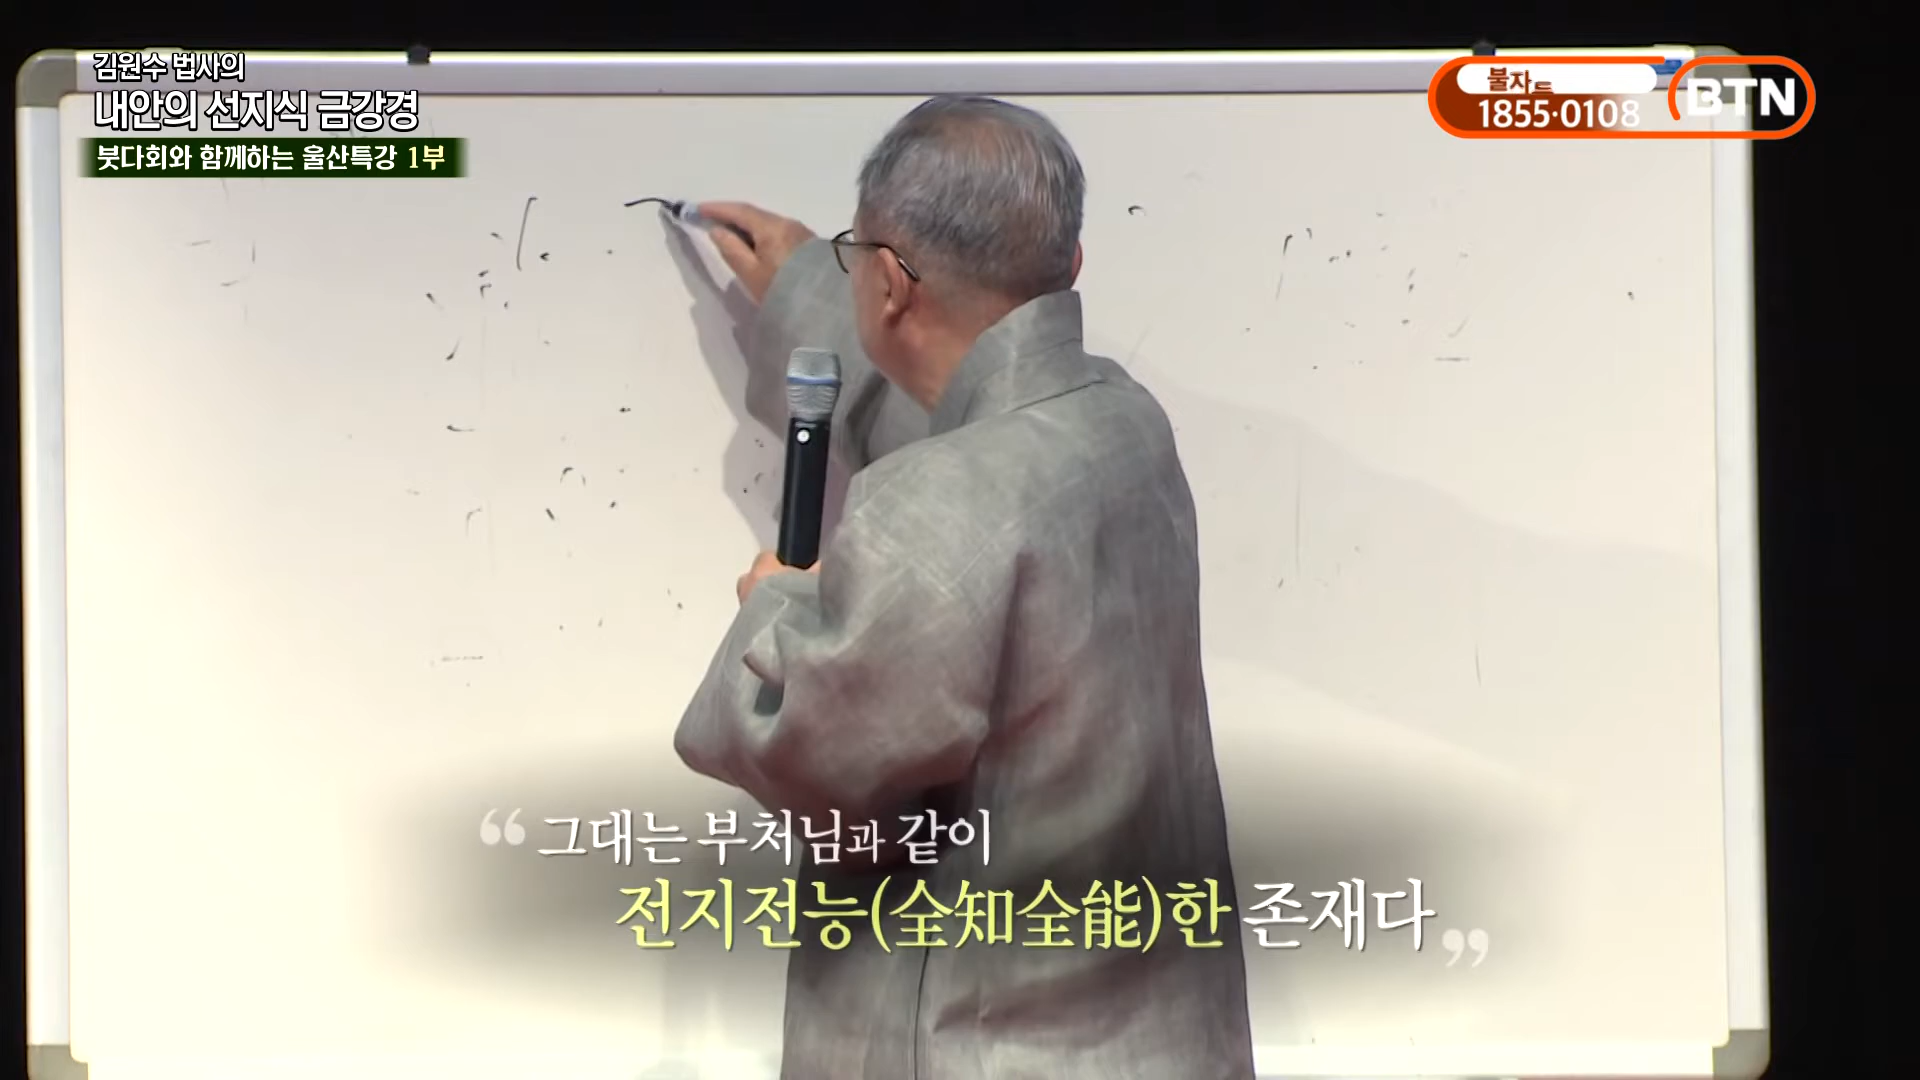 김원수 법사의
내안의 선지식 금강경
붓다회와 함께하는 울산특강 1부
불자
1855·0108
BTN
“그대는 부처님과 같이
전지전능(全知全能)한 존재다”